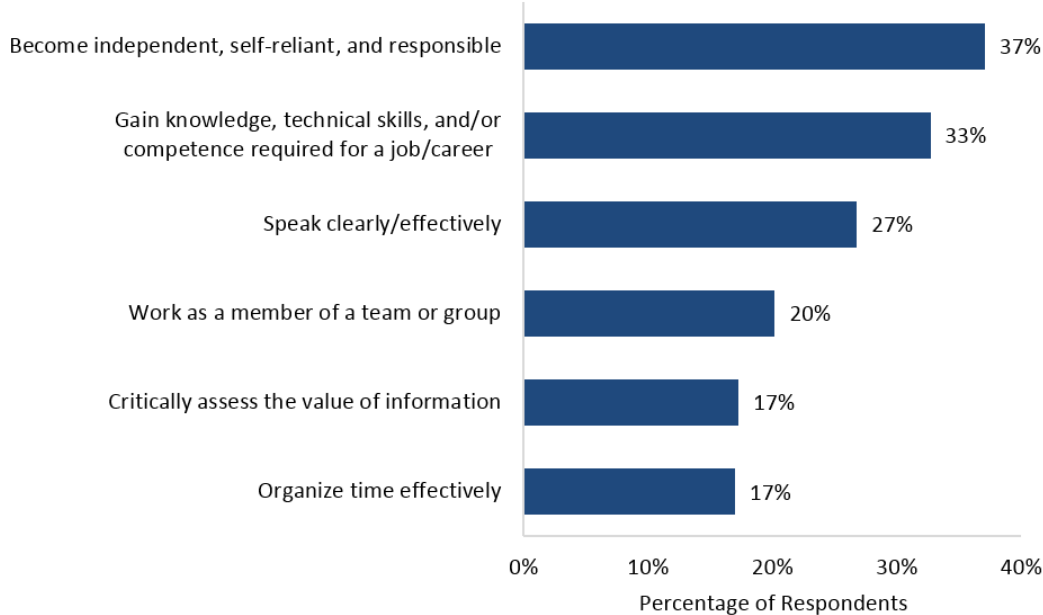 Become independent, self-reliant, and responsible
37%
Gain knowledge, technical skills, and/or
competence required for a job/career
33%
Speak clearly/effectively
27%
Work as a member of a team or group
20%
Critically assess the value of information
17%
Organize time effectively
17%
0%
10%
20%
30%
40%
Percentage of Respondents